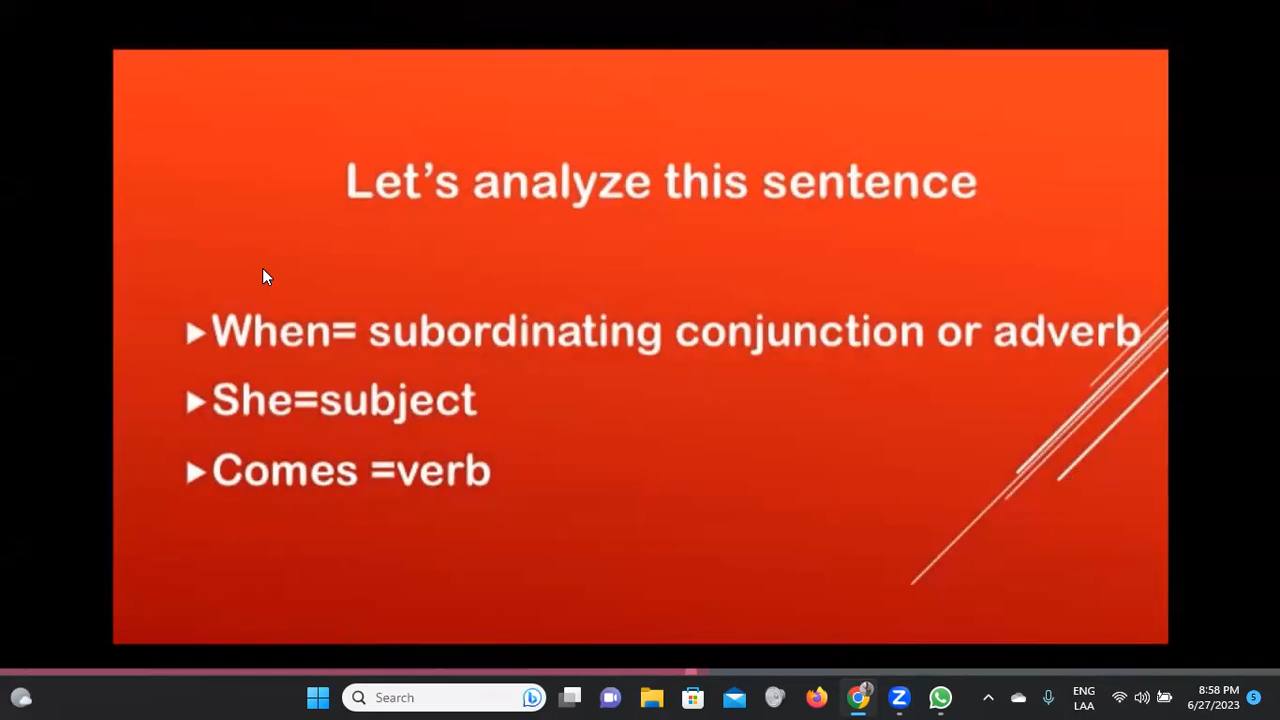 Let’s analyze this sentence
When= subordinating conjunction or adverb
She=subject
Comes =verb
Search
ENG
LAA
8:58 PM
6/27/2023
5